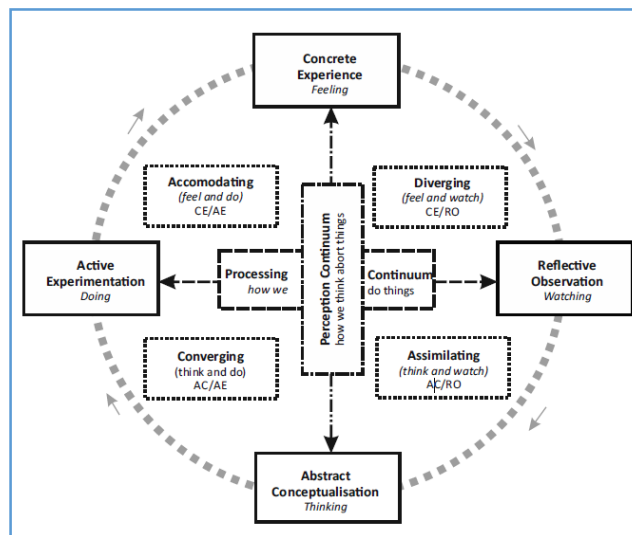 Concrete
Experience
Feeling
Accomodating
(feel and do)
CE/AE
Diverging
(feel and watch)
CE/RO
Active
Experimentation
Doing
Processing
how we
Perception Continuum
how we think abort things
Continuum
do things
Reflective
Observation
Watching
Converging
(think and do)
AC/AE
Assimilating
(think and watch)
AC/RO
Abstract
Conceptualisation
Thinking